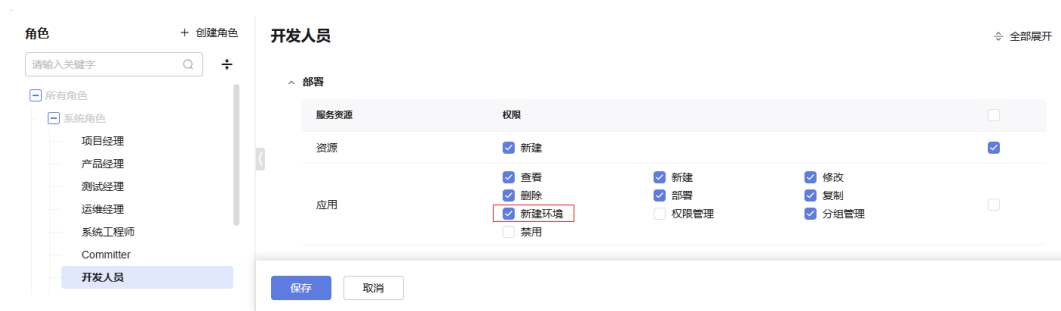 角色
+ 创建角色
请输入关键字
所有角色
系统角色
项目经理
产品经理
测试经理
运维经理
系统工程师
Committer
开发人员
开发人员
全部展开
部署
服务资源 权限
资源 新建
应用 查看 新建 修改
删除 部署 复制
新建环境 权限管理 分组管理
禁用
保存 取消